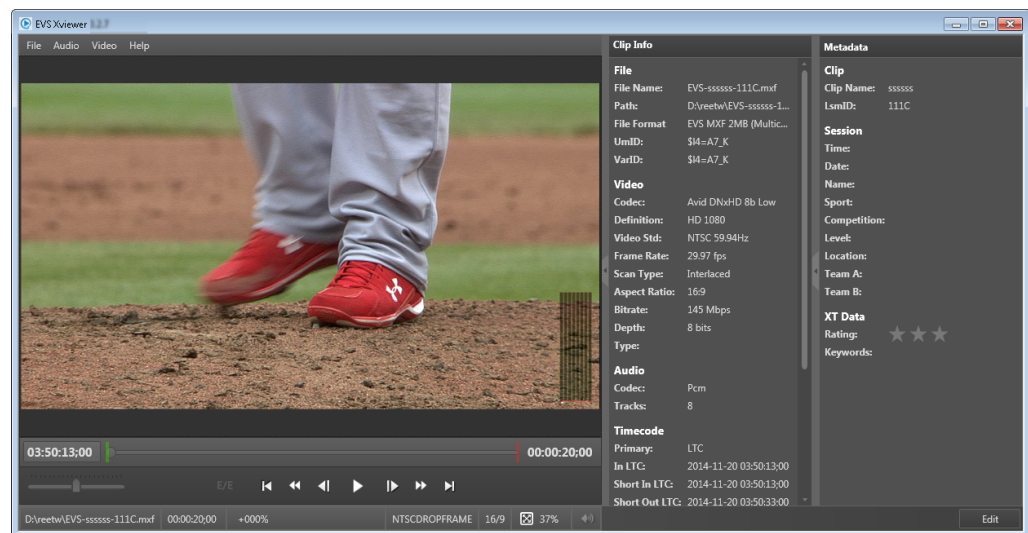 EVS Xviewer 3.2.7
File Audio Video Help
03:50:13;00
00:00:20;00
E/E
D:\reetw\EVS-ssssss-111C.mxf 00:00:20;00 +000% NTSCDROPFRAME 16/9 37%
Clip Info
File
File Name: EVS-ssssss-111C.mxf
Path: D:\reetw\EVS-ssssss-1...
File Format EVS MXF 2MB (Multic...
UmID: $I4=A7_K
VarID: $I4=A7_K
Video
Codec: Avid DNxHD 8b Low
Definition: HD 1080
Video Std: NTSC 59.94Hz
Frame Rate: 29.97 fps
Scan Type: Interlaced
Aspect Ratio: 16:9
Bitrate: 145 Mbps
Depth: 8 bits
Type:
Audio
Codec: Pcm
Tracks: 8
Timecode
Primary: LTC
In LTC: 2014-11-20 03:50:13;00
Short In LTC: 2014-11-20 03:50:13;00
Short Out LTC: 2014-11-20 03:50:33;00
Metadata
Clip
Clip Name: ssssss
LsmID: 111C
Session
Time:
Date:
Name:
Sport:
Competition:
Level:
Location:
Team A:
Team B:
XT Data
Rating:
Keywords:
Edit